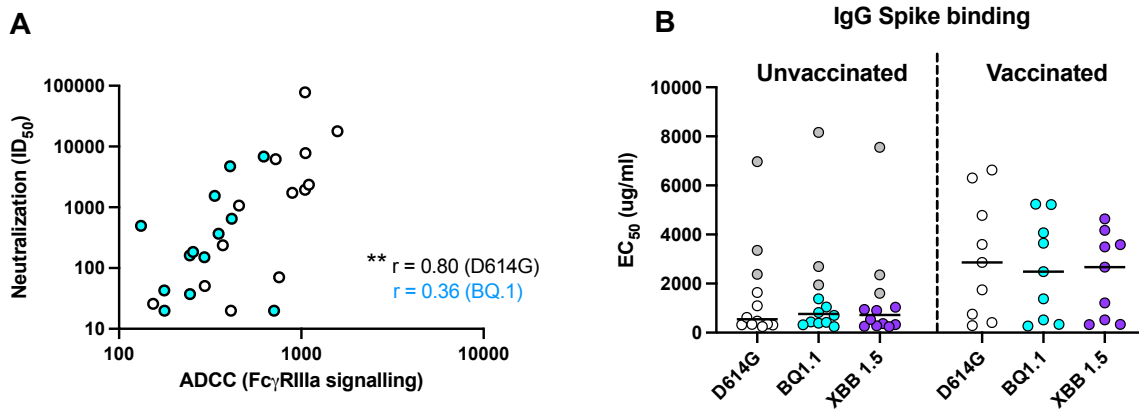 A
Neutralization (ID50)
100000
10000
1000
100
10
100
1000
10000
ADCC (FcγRIIIa signalling)
** r = 0.80 (D614G)
r = 0.36 (BQ.1)
B
IgG Spike binding
Unvaccinated
Vaccinated
EC50 (ug/ml)
10000
8000
6000
4000
2000
0
D614G
BQ1.1
XBB 1.5
D614G
BQ1.1
XBB 1.5